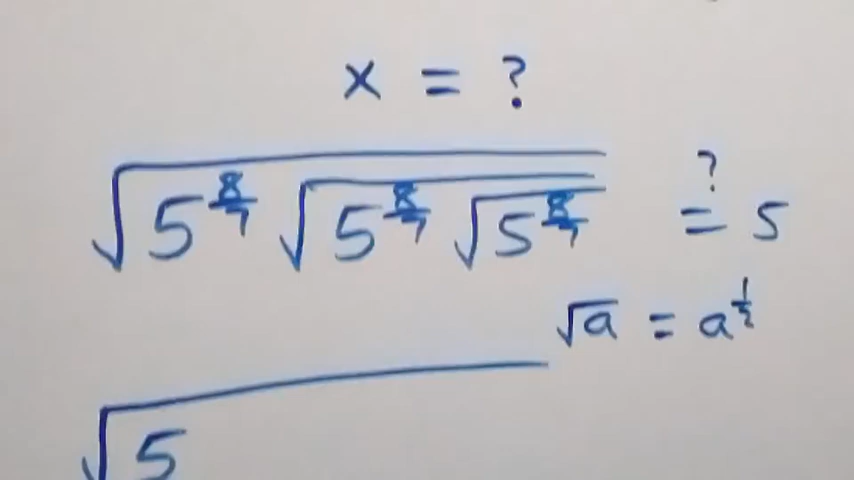 x = ?
√(5^(8/7) √(5^(8/7) √(5^(8/7)))) ?= 5
√a = a^(1/2)
√5